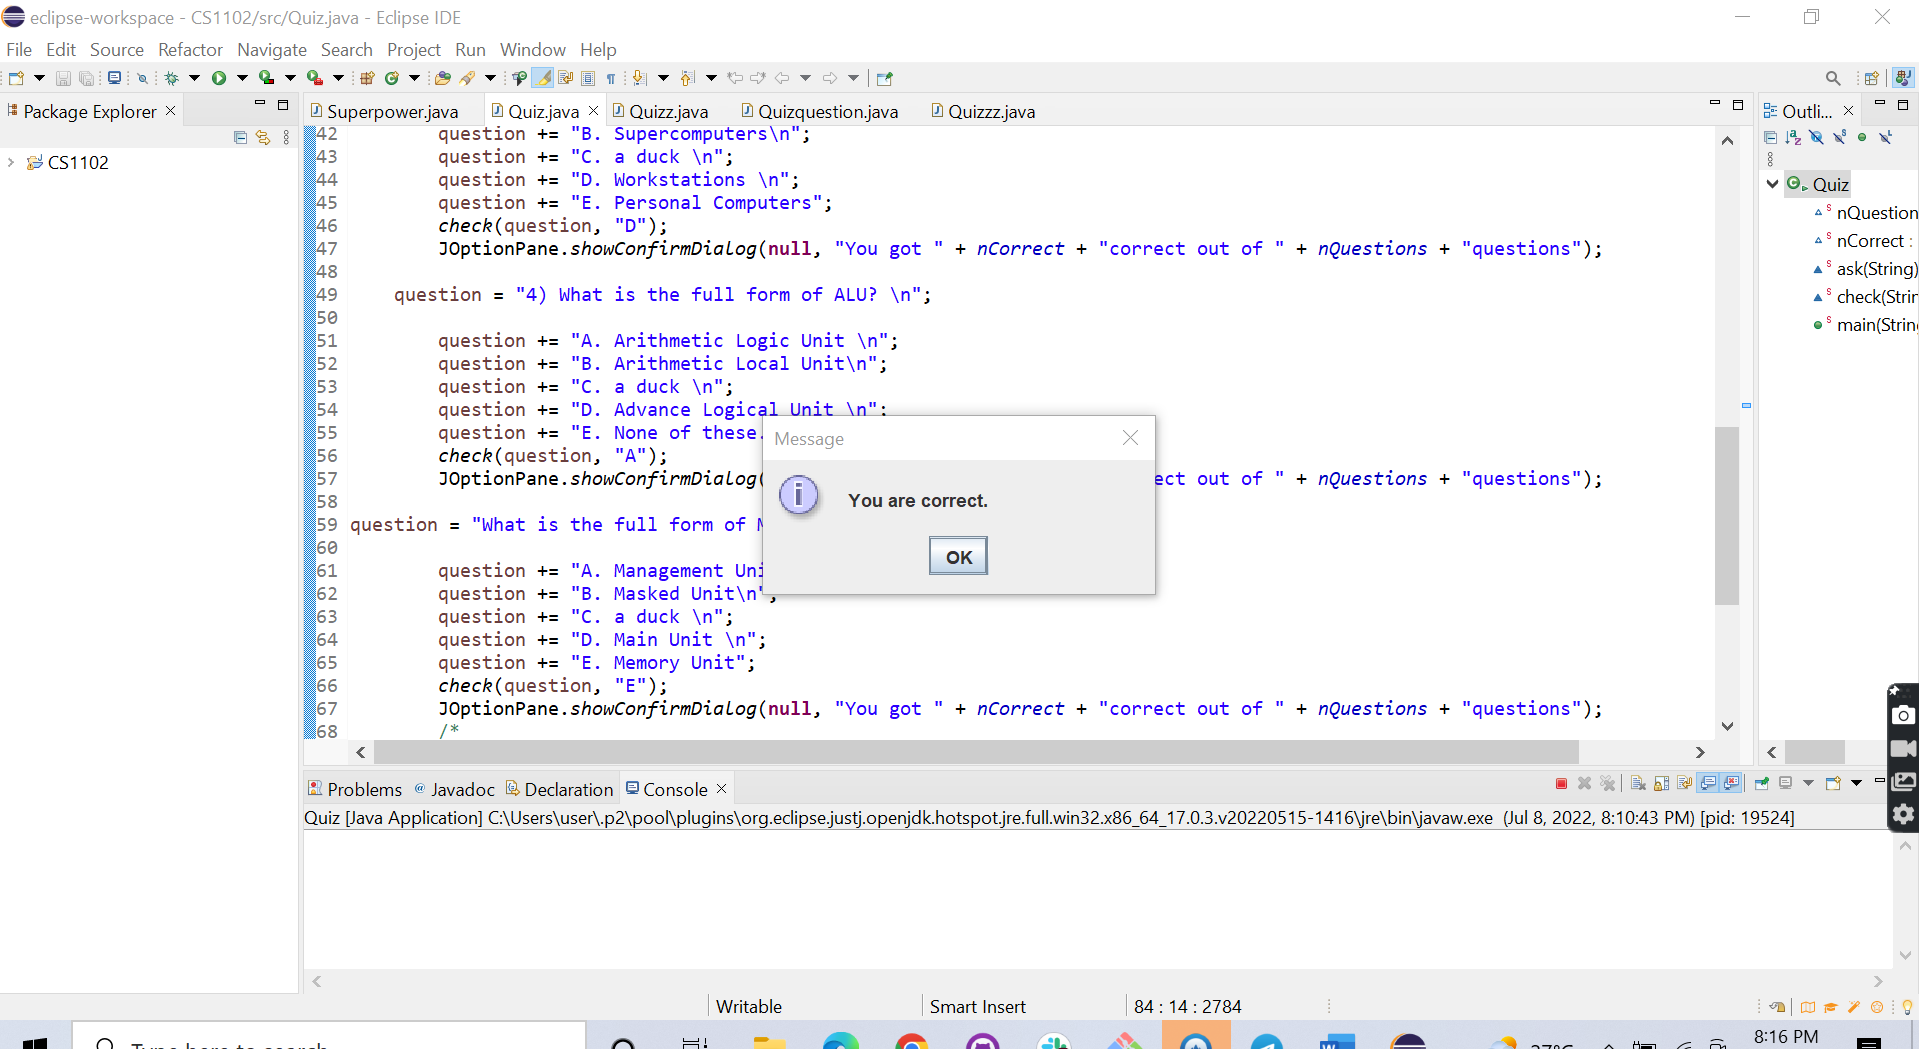 eclipse-workspace - CS1102/src/Quiz.java - Eclipse IDE
File Edit Source Refactor Navigate Search Project Run Window Help
Package Explorer
CS1102
Superpower.java Quiz.java Quizz.java Quizquestion.java Quizzz.java
42 question += "B. Supercomputers\n";
43 question += "C. a duck \n";
44 question += "D. Workstations \n";
45 question += "E. Personal Computers";
46 check(question, "D");
47 JOptionPane.showConfirmDialog(null, "You got " + nCorrect + "correct out of " + nQuestions + "questions");
48
49 question = "4) What is the full form of ALU? \n";
50
51 question += "A. Arithmetic Logic Unit \n";
52 question += "B. Arithmetic Local Unit\n";
53 question += "C. a duck \n";
54 question += "D. Advance Logical Unit \n";
55 question += "E. None of these.
56 check(question, "A");
57 JOptionPane.showConfirmDialog( ect out of " + nQuestions + "questions");
58
59 question = "What is the full form of M
60
61 question += "A. Management Uni
62 question += "B. Masked Unit\n";
63 question += "C. a duck \n";
64 question += "D. Main Unit \n";
65 question += "E. Memory Unit";
66 check(question, "E");
67 JOptionPane.showConfirmDialog(null, "You got " + nCorrect + "correct out of " + nQuestions + "questions");
68 /*
Message
You are correct.
OK
Outli...
Quiz
nQuestion
nCorrect :
ask(String)
check(Strin
main(String
Problems Javadoc Declaration Console
Quiz [Java Application] C:\Users\user\.p2\pool\plugins\org.eclipse.justj.openjdk.hotspot.jre.full.win32.x86_64_17.0.3.v20220515-1416\jre\bin\javaw.exe (Jul 8, 2022, 8:10:43 PM) [pid: 19524]
Writable Smart Insert 84 : 14 : 2784
Type here to search
27°C
8:16 PM